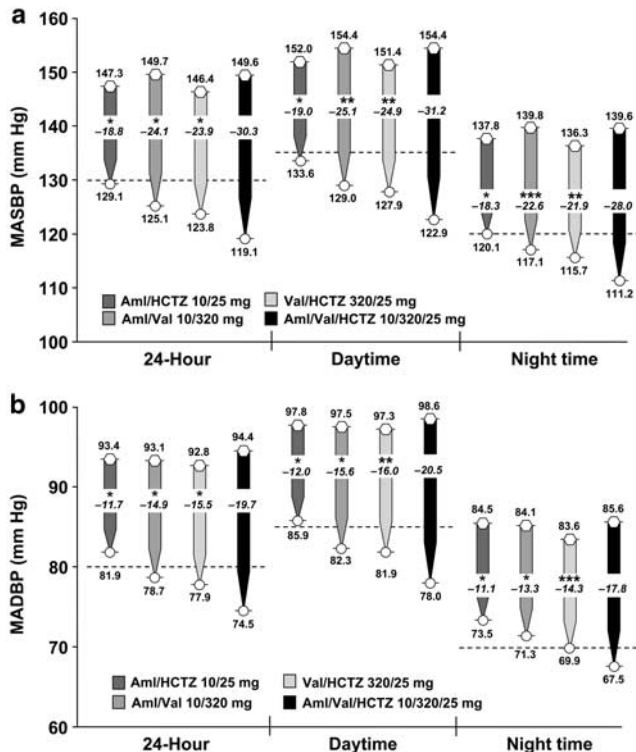 a
160
150
140
130
120
110
100
MASBP (mm Hg)
147.3 149.7 146.4 149.6 152.0 154.4 151.4 154.4 137.8 139.8 136.3 139.6
* * * * ** ** * *** **
–18.8 –24.1 –23.9 –30.3 –19.0 –25.1 –24.9 –31.2 –18.3 –22.6 –21.9 –28.0
129.1 125.1 123.8 119.1 133.6 129.0 127.9 122.9 120.1 117.1 115.7 111.2
Aml/HCTZ 10/25 mg Val/HCTZ 320/25 mg
Aml/Val 10/320 mg Aml/Val/HCTZ 10/320/25 mg
24-Hour Daytime Night time
b
100
90
80
70
60
MADBP (mm Hg)
93.4 93.1 92.8 94.4 97.8 97.5 97.3 98.6 84.5 84.1 83.6 85.6
* * * * * ** * * ***
–11.7 –14.9 –15.5 –19.7 –12.0 –15.6 –16.0 –20.5 –11.1 –13.3 –14.3 –17.8
81.9 78.7 77.9 74.5 85.9 82.3 81.9 78.0 73.5 71.3 69.9 67.5
Aml/HCTZ 10/25 mg Val/HCTZ 320/25 mg
Aml/Val 10/320 mg Aml/Val/HCTZ 10/320/25 mg
24-Hour Daytime Night time